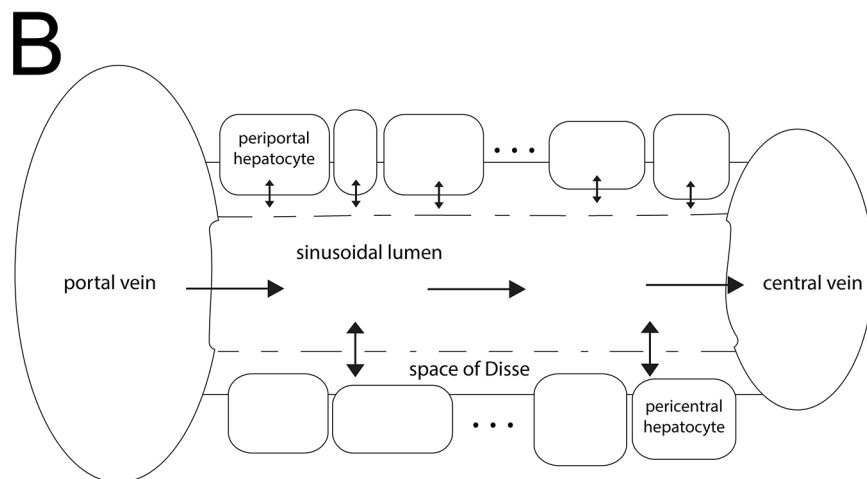 B
periportal
hepatocyte
sinusoidal lumen
portal vein
central vein
space of Disse
pericentral
hepatocyte